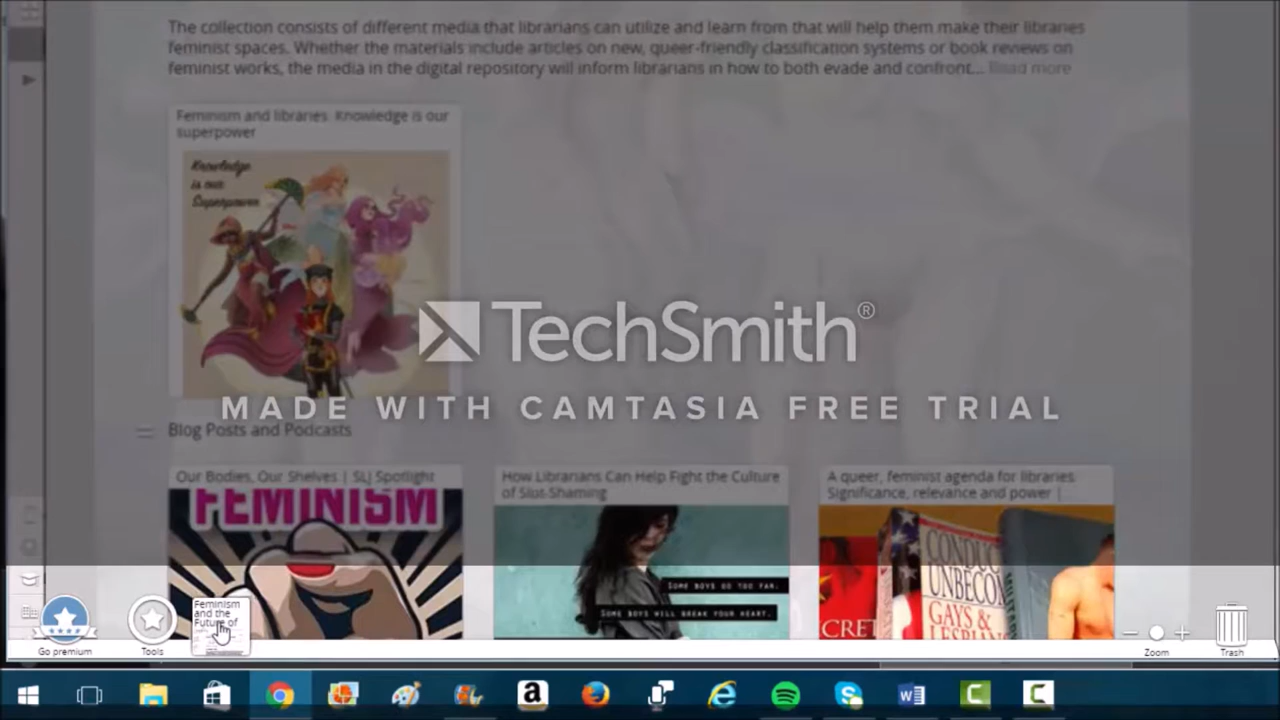 The collection consists of different media that librarians can utilize and learn from that will help them make their libraries
feminist spaces. Whether the materials include articles on new, queer-friendly classification systems or book reviews on
feminist works, the media in the digital repository will inform librarians in how to both evade and confront... Read more
Feminism and libraries: Knowledge is our
superpower
Knowledge
is our
Superpower
TechSmith®
MADE WITH CAMTASIA FREE TRIAL
Blog Posts and Podcasts
Our Bodies, Our Shelves | SLJ Spotlight
How Librarians Can Help Fight the Culture
of Slut-Shaming
A queer, feminist agenda for libraries:
Significance, relevance and power |
FEMINISM
SOME BOYS GO TOO FAR.
SOME BOYS WILL BREAK YOUR HEART.
CONDUCT
UNBECO
GAYS &
LESBI
CRET
Feminism
and the
Future of
Go premium
Tools
Zoom
Trash